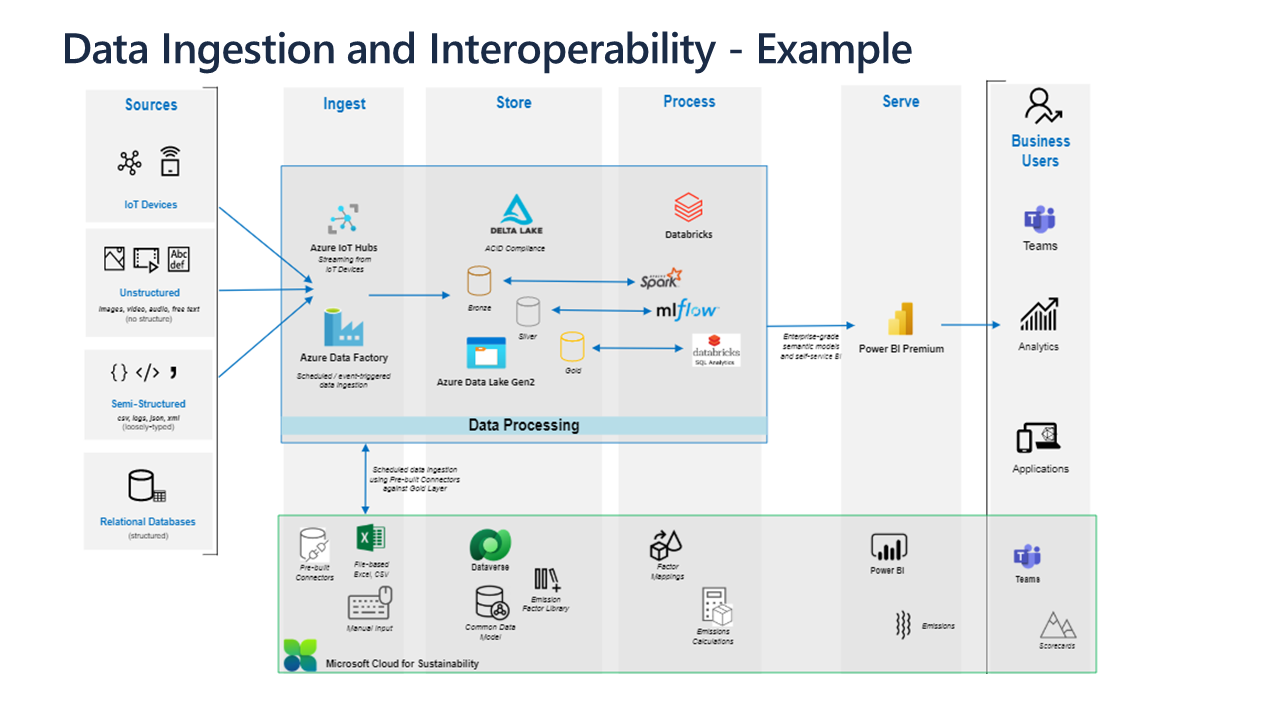 Data Ingestion and Interoperability - Example
Sources
IoT Devices
Unstructured
images, video, audio, free text
(no structure)
Semi-Structured
csv, logs, json, xml
(loosely-typed)
Relational Databases
(structured)
Abc
def
{ } </> ,
Ingest
Store
Process
Serve
Business
Users
Azure IoT Hubs
Streaming from
IoT Devices
Azure Data Factory
Scheduled / event-triggered
data ingestion
DELTA LAKE
ACID Compliance
Bronze
Silver
Gold
Azure Data Lake Gen2
Databricks
APACHE
Spark
mlflow
databricks
SQL Analytics
Data Processing
Enterprise-grade
semantic models
and self-service BI
Power BI Premium
Teams
Analytics
Applications
Scheduled data ingestion
using Pre-built Connectors
against Gold Layer
Pre-built
Connectors
File-based
Excel, CSV
Manual Input
Dataverse
Common Data
Model
Emission
Factor Library
Factor
Mappings
Emissions
Calculations
Power BI
Emissions
Teams
Scorecards
Microsoft Cloud for Sustainability